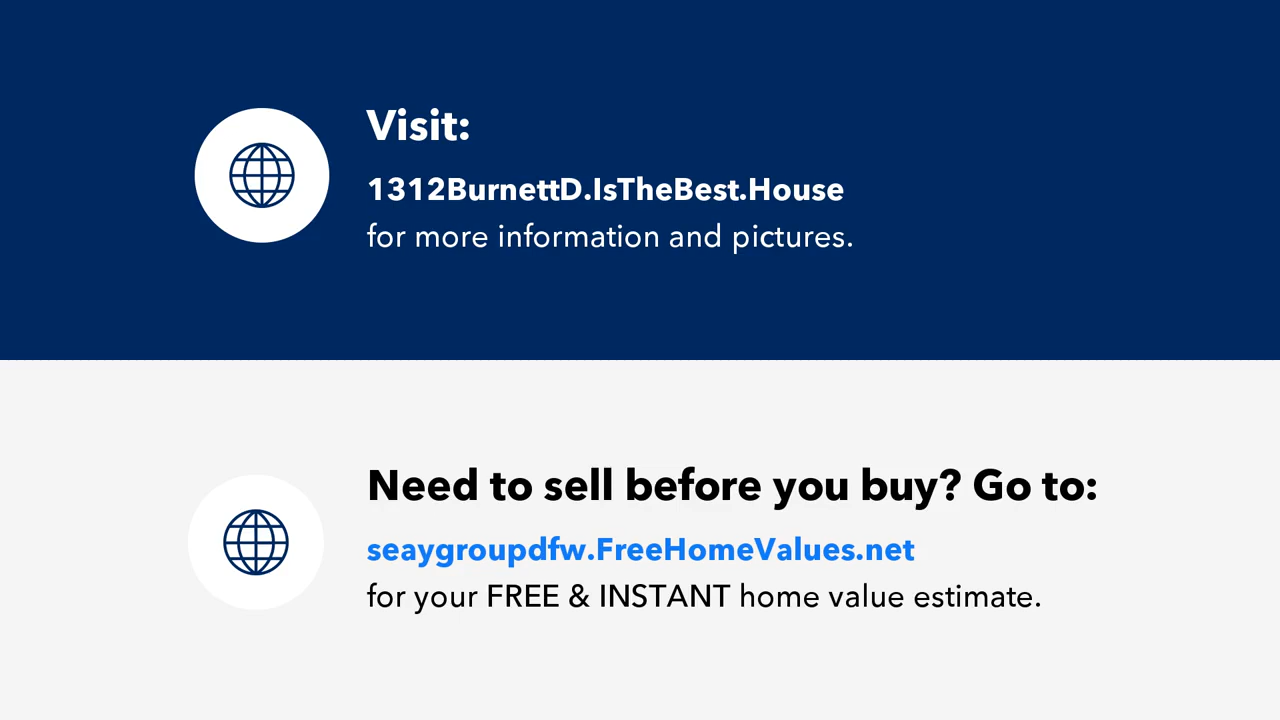 Visit:
1312BurnettD.IsTheBest.House
for more information and pictures.
Need to sell before you buy? Go to:
seaygroupdfw.FreeHomeValues.net
for your FREE & INSTANT home value estimate.